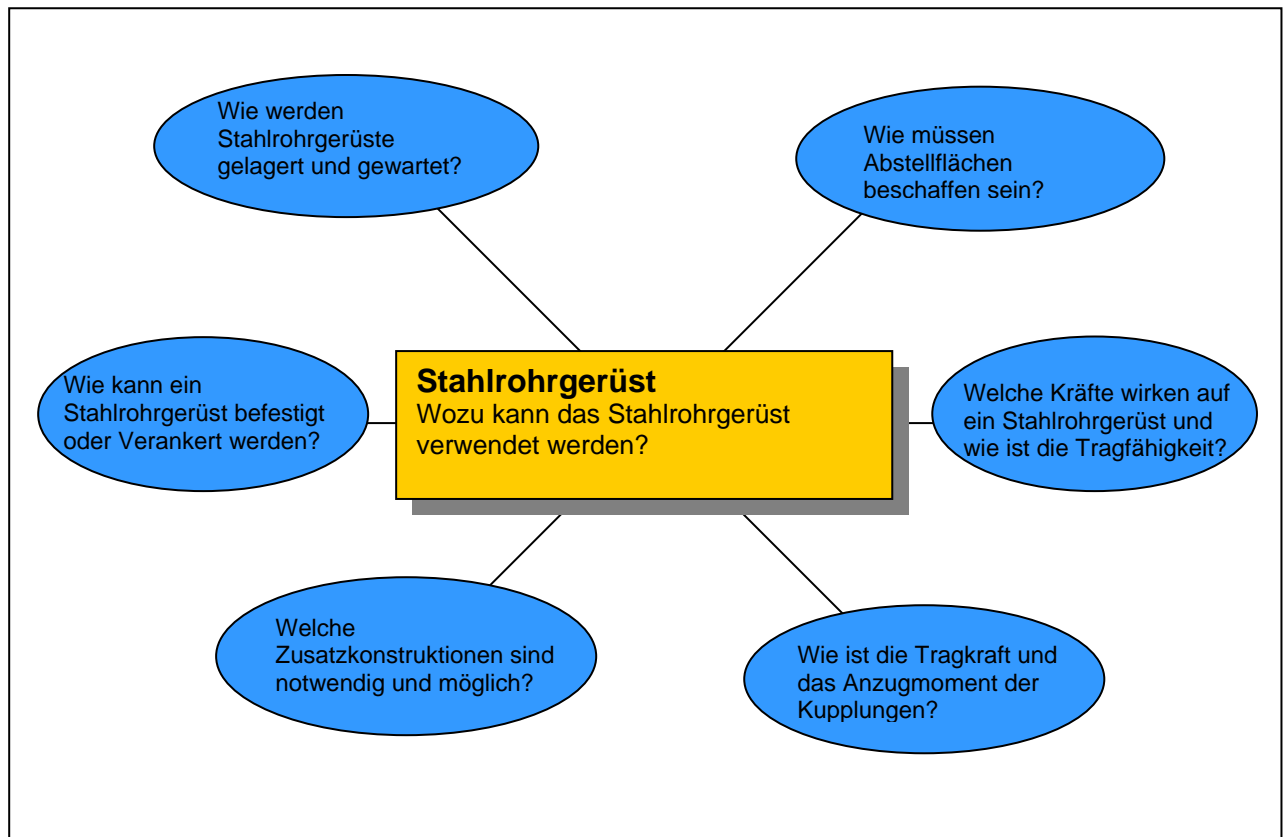 Wie werden
Stahlrohrgerüste
gelagert und gewartet?
Wie müssen
Abstellflächen
beschaffen sein?
Wie kann ein
Stahlrohrgerüst befestigt
oder Verankert werden?
Stahlrohrgerüst
Wozu kann das Stahlrohrgerüst
verwendet werden?
Welche Kräfte wirken auf
ein Stahlrohrgerüst und
wie ist die Tragfähigkeit?
Welche
Zusatzkonstruktionen sind
notwendig und möglich?
Wie ist die Tragkraft und
das Anzugmoment der
Kupplungen?